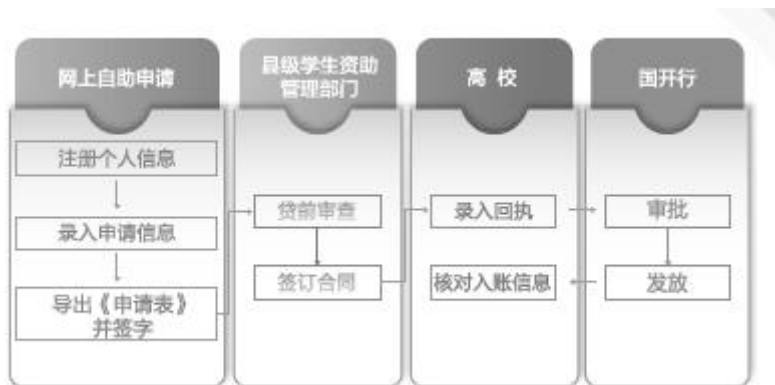 网上自助申请
县级学生资助
管理部门
高 校
国开行
注册个人信息
录入申请信息
导出《申请表》
并签字
贷前审查
签订合同
录入回执
核对入账信息
审批
发放